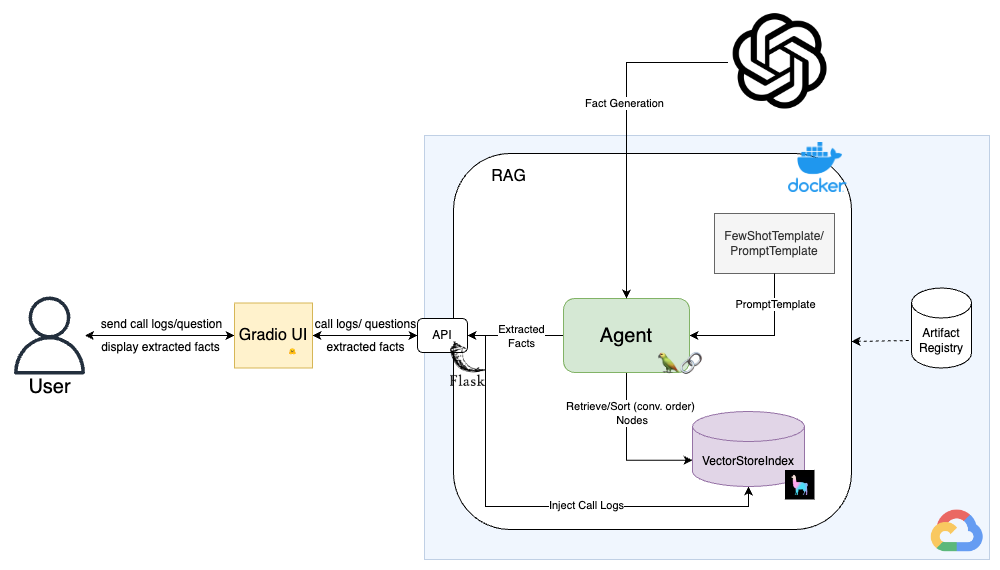 Fact Generation
RAG
docker
FewShotTemplate/
PromptTemplate
PromptTemplate
send call logs/question
display extracted facts
Gradio UI
call logs/ questions
extracted facts
API
Flask
Extracted
Facts
Agent
Artifact
Registry
User
Retrieve/Sort (conv. order)
Nodes
VectorStoreIndex
Inject Call Logs